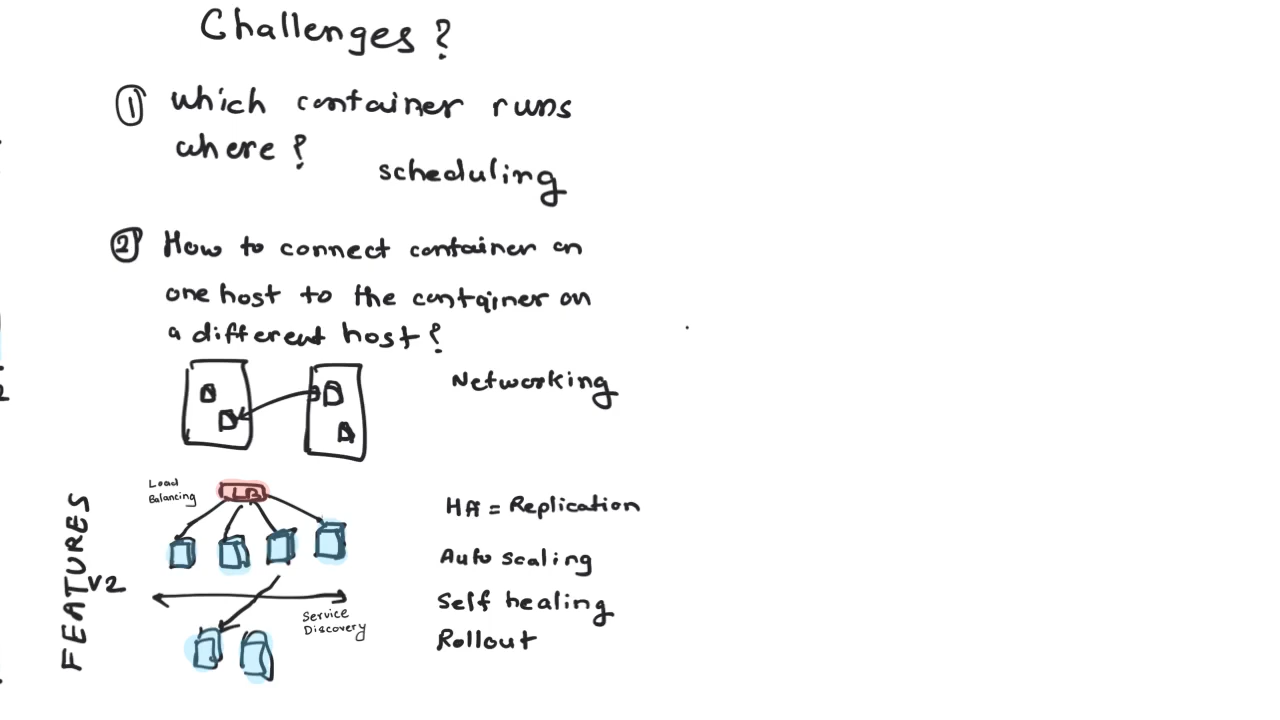 Challenges?
① which container runs
where?
scheduling
② How to connect container on
one host to the container on
a different host?
Networking
FEATURES
V2
Load
Balancing
LB
HA = Replication
Auto scaling
Self healing
Rollout
Service
Discovery